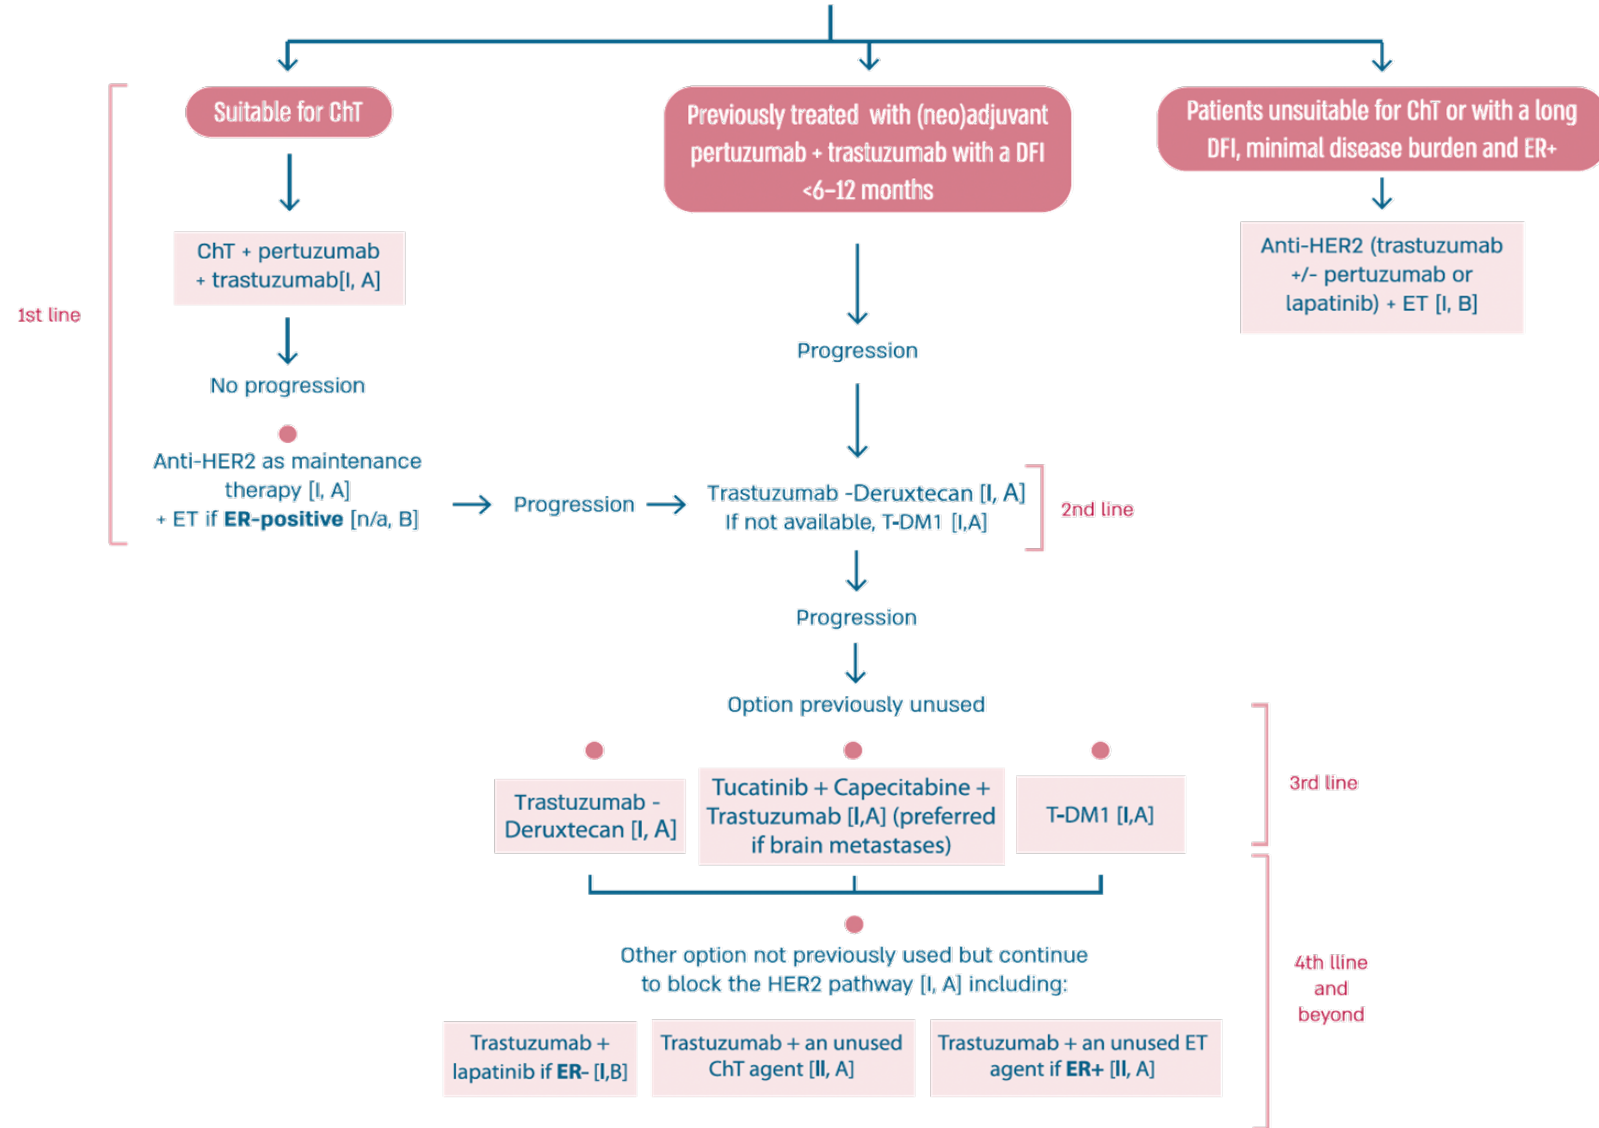 Suitable for ChT
Previously treated with (neo)adjuvant
pertuzumab + trastuzumab with a DFI
<6–12 months
Patients unsuitable for ChT or with a long
DFI, minimal disease burden and ER+
1st line
ChT + pertuzumab
+ trastuzumab[I, A]
No progression
Anti-HER2 as maintenance
therapy [I, A]
+ ET if ER-positive [n/a, B]
Progression
Anti-HER2 (trastuzumab
+/- pertuzumab or
lapatinib) + ET [I, B]
Progression
Trastuzumab -Deruxtecan [I, A]
If not available, T-DM1 [I,A]
2nd line
Progression
Option previously unused
Trastuzumab -
Deruxtecan [I, A]
Tucatinib + Capecitabine +
Trastuzumab [I,A] (preferred
if brain metastases)
T-DM1 [I,A]
3rd line
Other option not previously used but continue
to block the HER2 pathway [I, A] including:
4th lline
and
beyond
Trastuzumab +
lapatinib if ER- [I,B]
Trastuzumab + an unused
ChT agent [II, A]
Trastuzumab + an unused ET
agent if ER+ [II, A]